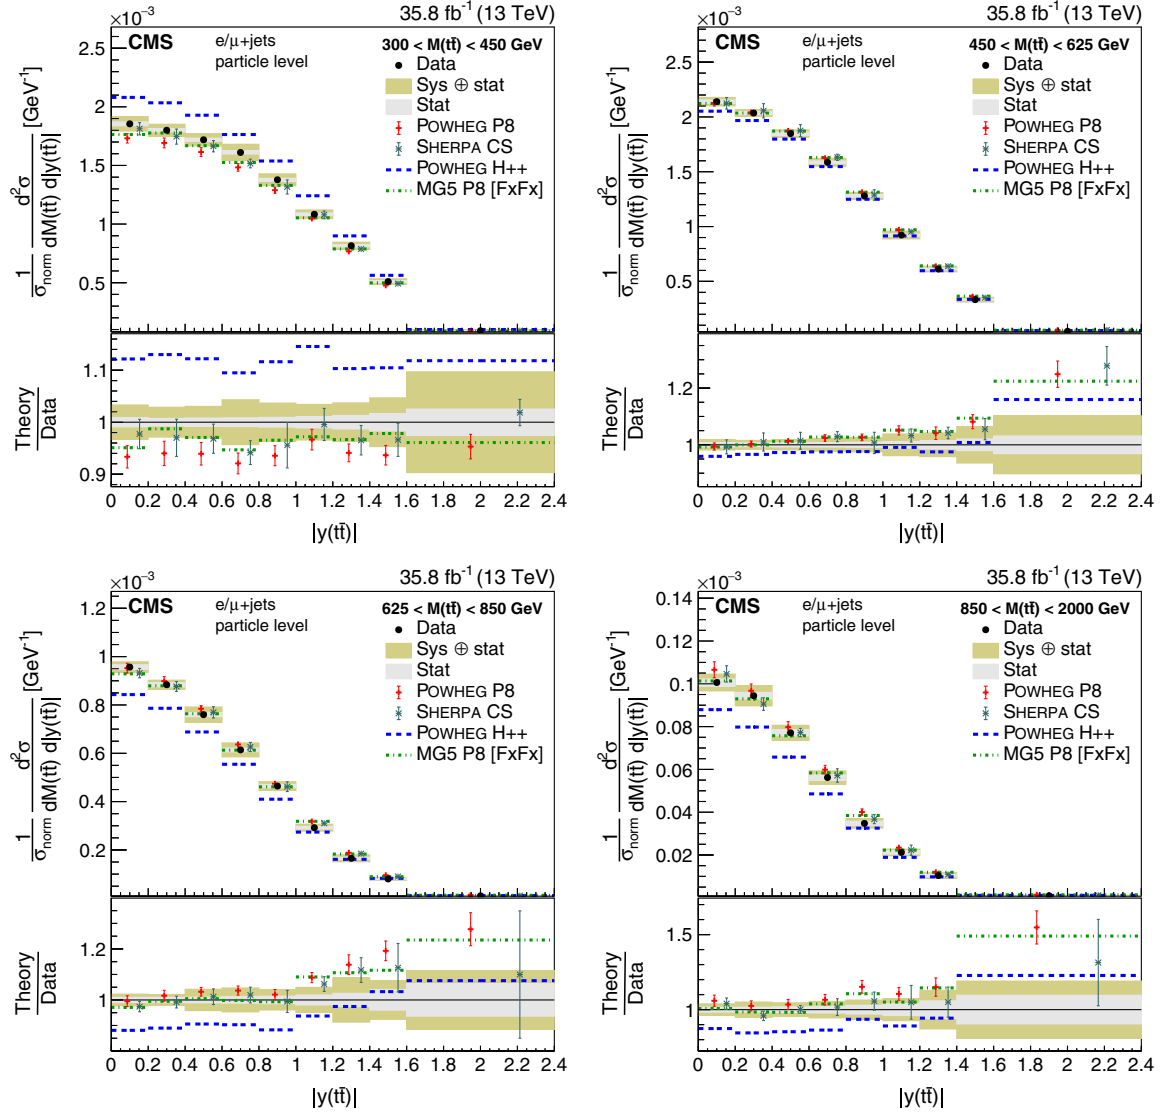 ×10⁻³
35.8 fb⁻¹ (13 TeV)
CMS
e/μ+jets
particle level
300 < M(tt̄) < 450 GeV
Data
Sys ⊕ stat
Stat
POWHEG P8
SHERPA CS
POWHEG H++
MG5 P8 [FxFx]
1/σnorm d²σ/dM(tt̄) d|y(tt̄)| [GeV⁻¹]
2.5
2
1.5
1
0.5
Theory/Data
1.1
1
0.9
0 0.2 0.4 0.6 0.8 1 1.2 1.4 1.6 1.8 2 2.2 2.4
|y(tt̄)|
×10⁻³
35.8 fb⁻¹ (13 TeV)
CMS
e/μ+jets
particle level
450 < M(tt̄) < 625 GeV
Data
Sys ⊕ stat
Stat
POWHEG P8
SHERPA CS
POWHEG H++
MG5 P8 [FxFx]
1/σnorm d²σ/dM(tt̄) d|y(tt̄)| [GeV⁻¹]
2.5
2
1.5
1
0.5
Theory/Data
1.2
1
0 0.2 0.4 0.6 0.8 1 1.2 1.4 1.6 1.8 2 2.2 2.4
|y(tt̄)|
×10⁻³
35.8 fb⁻¹ (13 TeV)
CMS
e/μ+jets
particle level
625 < M(tt̄) < 850 GeV
Data
Sys ⊕ stat
Stat
POWHEG P8
SHERPA CS
POWHEG H++
MG5 P8 [FxFx]
1/σnorm d²σ/dM(tt̄) d|y(tt̄)| [GeV⁻¹]
1.2
1
0.8
0.6
0.4
0.2
Theory/Data
1.2
1
0 0.2 0.4 0.6 0.8 1 1.2 1.4 1.6 1.8 2 2.2 2.4
|y(tt̄)|
×10⁻³
35.8 fb⁻¹ (13 TeV)
CMS
e/μ+jets
particle level
850 < M(tt̄) < 2000 GeV
Data
Sys ⊕ stat
Stat
POWHEG P8
SHERPA CS
POWHEG H++
MG5 P8 [FxFx]
1/σnorm d²σ/dM(tt̄) d|y(tt̄)| [GeV⁻¹]
0.14
0.12
0.1
0.08
0.06
0.04
0.02
Theory/Data
1.5
1
0 0.2 0.4 0.6 0.8 1 1.2 1.4 1.6 1.8 2 2.2 2.4
|y(tt̄)|